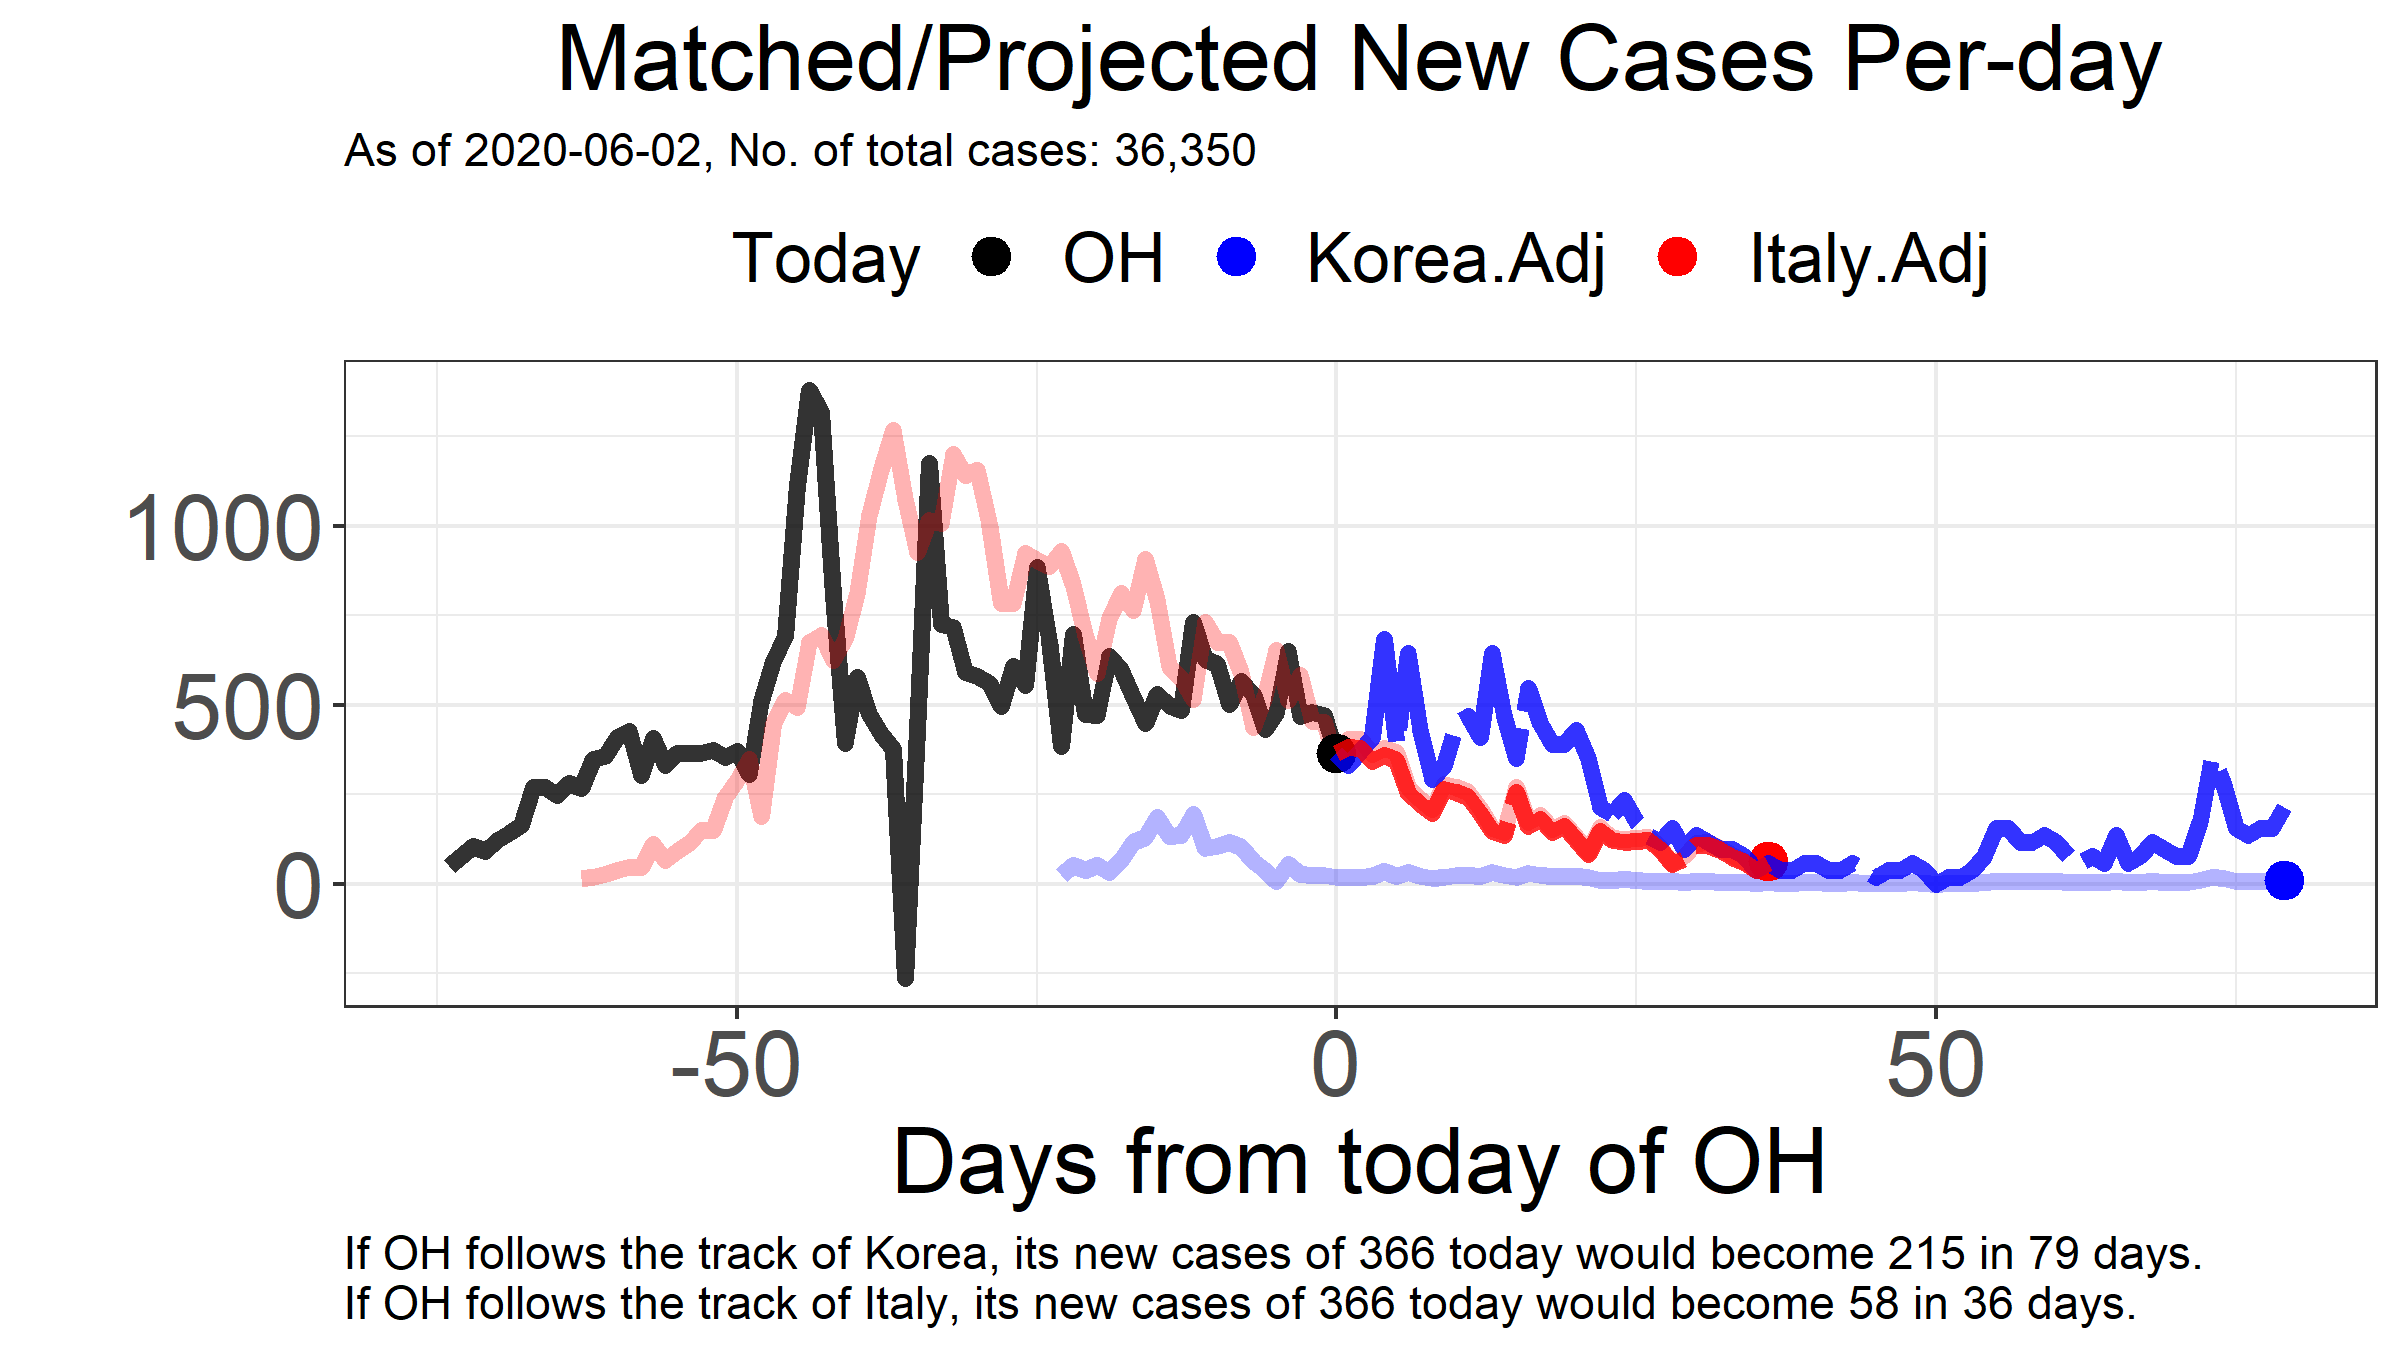 Matched/Projected New Cases Per-day
As of 2020-06-02, No. of total cases: 36,350
Today OH Korea.Adj Italy.Adj
1000
500
0
-50 0 50
Days from today of OH
If OH follows the track of Korea, its new cases of 366 today would become 215 in 79 days.
If OH follows the track of Italy, its new cases of 366 today would become 58 in 36 days.